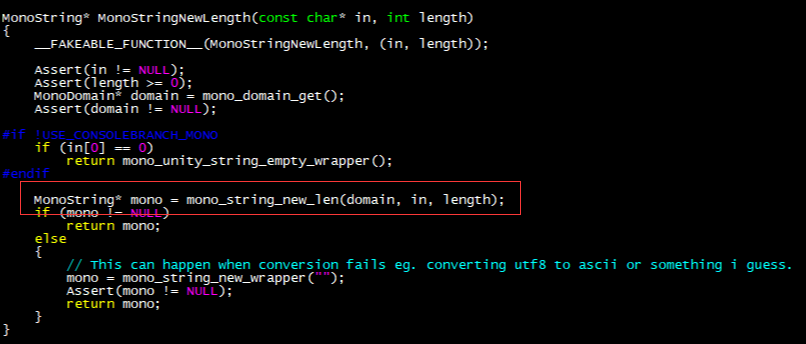 MonoString* MonoStringNewLength(const char* in, int length)
{
    __FAKEABLE_FUNCTION__(MonoStringNewLength, (in, length));
    Assert(in != NULL);
    Assert(length >= 0);
    MonoDomain* domain = mono_domain_get();
    Assert(domain != NULL);
#if !USE_CONSOLEBRANCH_MONO
    if (in[0] == 0)
        return mono_unity_string_empty_wrapper();
#endif
    MonoString* mono = mono_string_new_len(domain, in, length);
    if (mono != NULL)
        return mono;
    else
    {
        // This can happen when conversion fails eg. converting utf8 to ascii or something i guess.
        mono = mono_string_new_wrapper("");
        Assert(mono != NULL);
        return mono;
    }
}